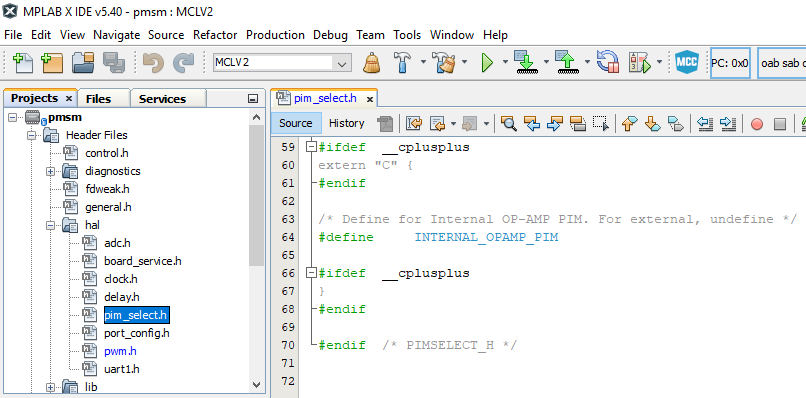 MPLAB X IDE v5.40 - pmsm : MCLV2
File Edit View Navigate Source Refactor Production Debug Team Tools Window Help
MCLV2 MCC PC: 0x0 oab sab
Projects x Files Services
pim_select.h x
pmsm
Source History
Header Files
control.h
diagnostics
fdweak.h
general.h
hal
adc.h
board_service.h
clock.h
delay.h
pim_select.h
port_config.h
pwm.h
uart1.h
lib
59 #ifdef __cplusplus
60 extern "C" {
61 #endif
62
63 /* Define for Internal OP-AMP PIM. For external, undefine */
64 #define INTERNAL_OPAMP_PIM
65
66 #ifdef __cplusplus
67 }
68 #endif
69
70 #endif /* PIMSELECT_H */
71
72